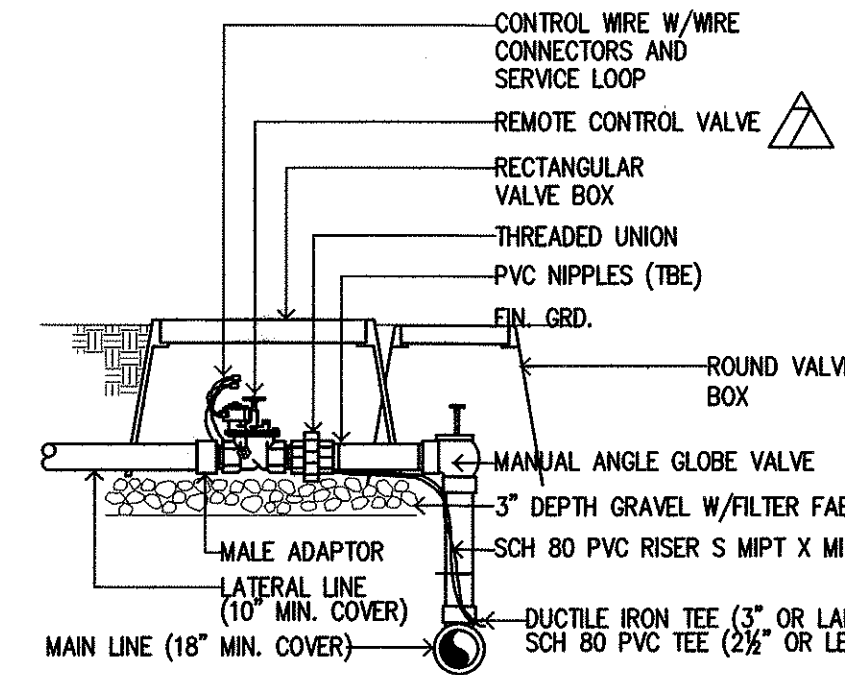 CONTROL WIRE W/WIRE
CONNECTORS AND
SERVICE LOOP
REMOTE CONTROL VALVE
RECTANGULAR
VALVE BOX
THREADED UNION
PVC NIPPLES (TBE)
FIN. GRD.
ROUND VALV
BOX
MANUAL ANGLE GLOBE VALVE
3" DEPTH GRAVEL W/FILTER FAB
SCH 80 PVC RISER S MIPT X MI
MALE ADAPTOR
LATERAL LINE
(10" MIN. COVER)
DUCTILE IRON TEE (3" OR LA
SCH 80 PVC TEE (2½" OR LE
MAIN LINE (18" MIN. COVER)